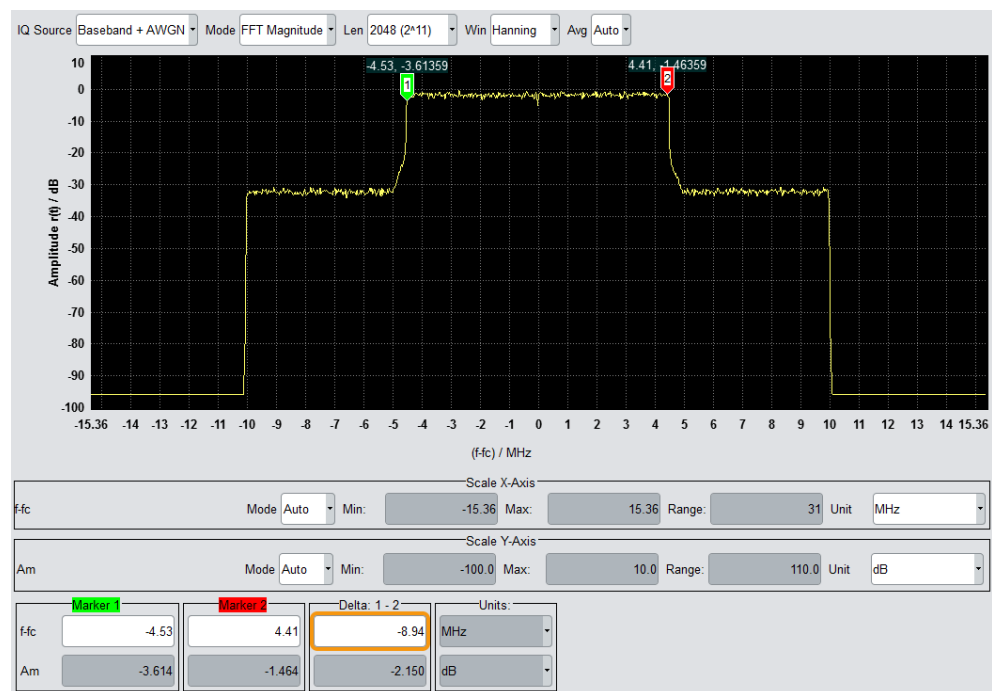 IQ Source Baseband + AWGN Mode FFT Magnitude Len 2048 (2^11) Win Hanning Avg Auto
-4.53, -3.61359 4.41, -1.46359
1 2
10
0
-10
-20
-30
-40
-50
-60
-70
-80
-90
-100
Amplitude r(t) / dB
-15.36 -14 -13 -12 -11 -10 -9 -8 -7 -6 -5 -4 -3 -2 -1 0 1 2 3 4 5 6 7 8 9 10 11 12 13 14 15.36
(f-fc) / MHz
Scale X-Axis
f-fc Mode Auto Min: -15.36 Max: 15.36 Range: 31 Unit MHz
Scale Y-Axis
Am Mode Auto Min: -100.0 Max: 10.0 Range: 110.0 Unit dB
Marker 1 Marker 2 Delta: 1 - 2 Units:
f-fc -4.53 4.41 -8.94 MHz
Am -3.614 -1.464 -2.150 dB